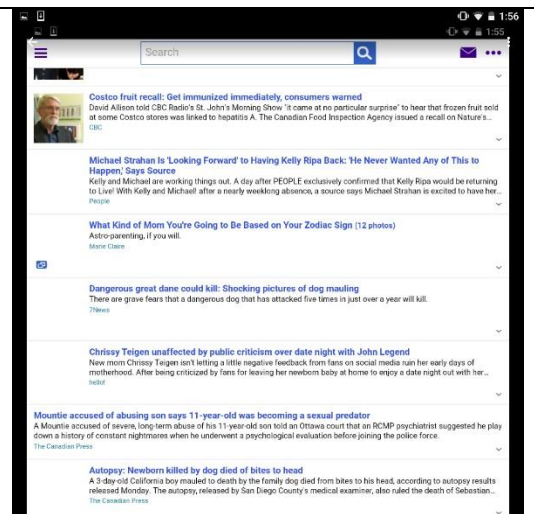 1:56
1:55
Search
Costco fruit recall: Get immunized immediately, consumers warned
David Allison told CBC Radio's St. John's Morning Show "it came at no particular surprise" to hear that frozen fruit sold
at some Costco stores was linked to hepatitis A. The Canadian Food Inspection Agency issued a recall on Nature's...
CBC
Michael Strahan Is 'Looking Forward' to Having Kelly Ripa Back: 'He Never Wanted Any of This to
Happen,' Says Source
Kelly and Michael are working things out. A day after PEOPLE exclusively confirmed that Kelly Ripa would be returning
to Live! With Kelly and Michael! after a nearly weeklong absence, a source says Michael Strahan is excited to have her...
People
What Kind of Mom You're Going to Be Based on Your Zodiac Sign (12 photos)
Astro-parenting, if you will.
Marie Claire
Dangerous great dane could kill: Shocking pictures of dog mauling
There are grave fears that a dangerous dog that has attacked five times in just over a year will kill.
7News
Chrissy Teigen unaffected by public criticism over date night with John Legend
New mom Chrissy Teigen isn't letting a little negative feedback from fans on social media ruin her early days of
motherhood. After being criticized by fans for leaving her newborn baby at home to enjoy a date night out with her...
hello!
Mountie accused of abusing son says 11-year-old was becoming a sexual predator
A Mountie accused of severe, long-term abuse of his 11-year-old son told an Ottawa court that an RCMP psychiatrist suggested he play
down a history of constant nightmares when he underwent a psychological evaluation before joining the police force.
The Canadian Press
Autopsy: Newborn killed by dog died of bites to head
A 3-day-old California boy mauled to death by the family dog died from bites to his head, according to autopsy results
released Monday. The autopsy, released by San Diego County's medical examiner, also ruled the death of Sebastian...
The Canadian Press